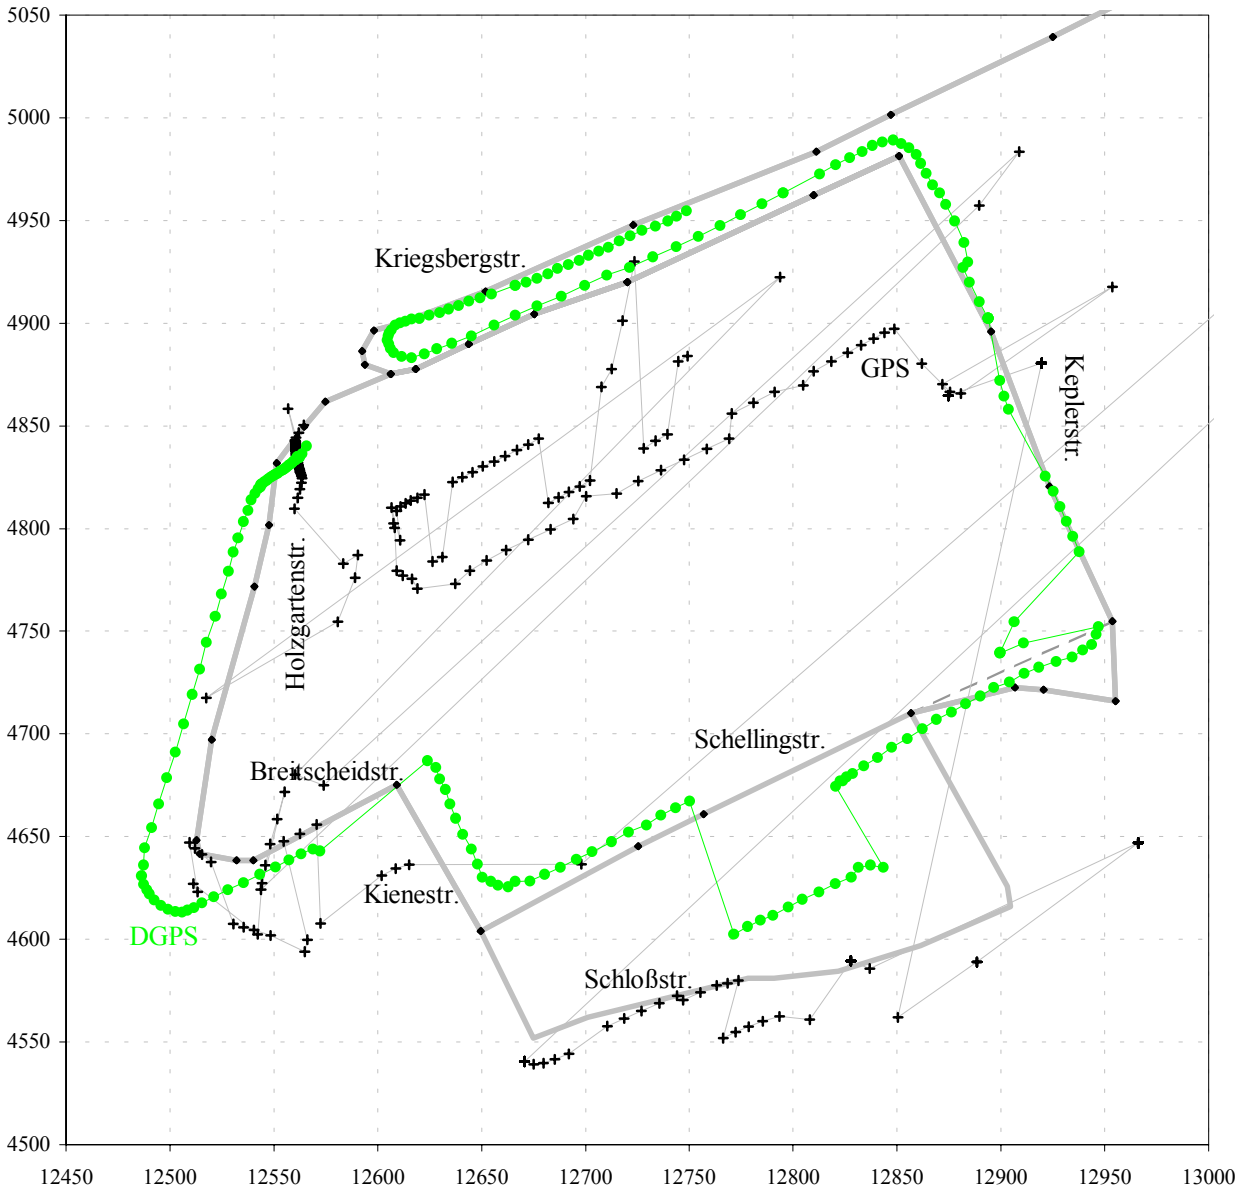 5050
5000
4950
4900
4850
4800
4750
4700
4650
4600
4550
4500
Kriegsbergstr.
GPS
Keplerstr.
Holzgartenstr.
Schellingstr.
Breitscheidstr.
Kienestr.
DGPS
Schloßstr.
12450 12500 12550 12600 12650 12700 12750 12800 12850 12900 12950 13000